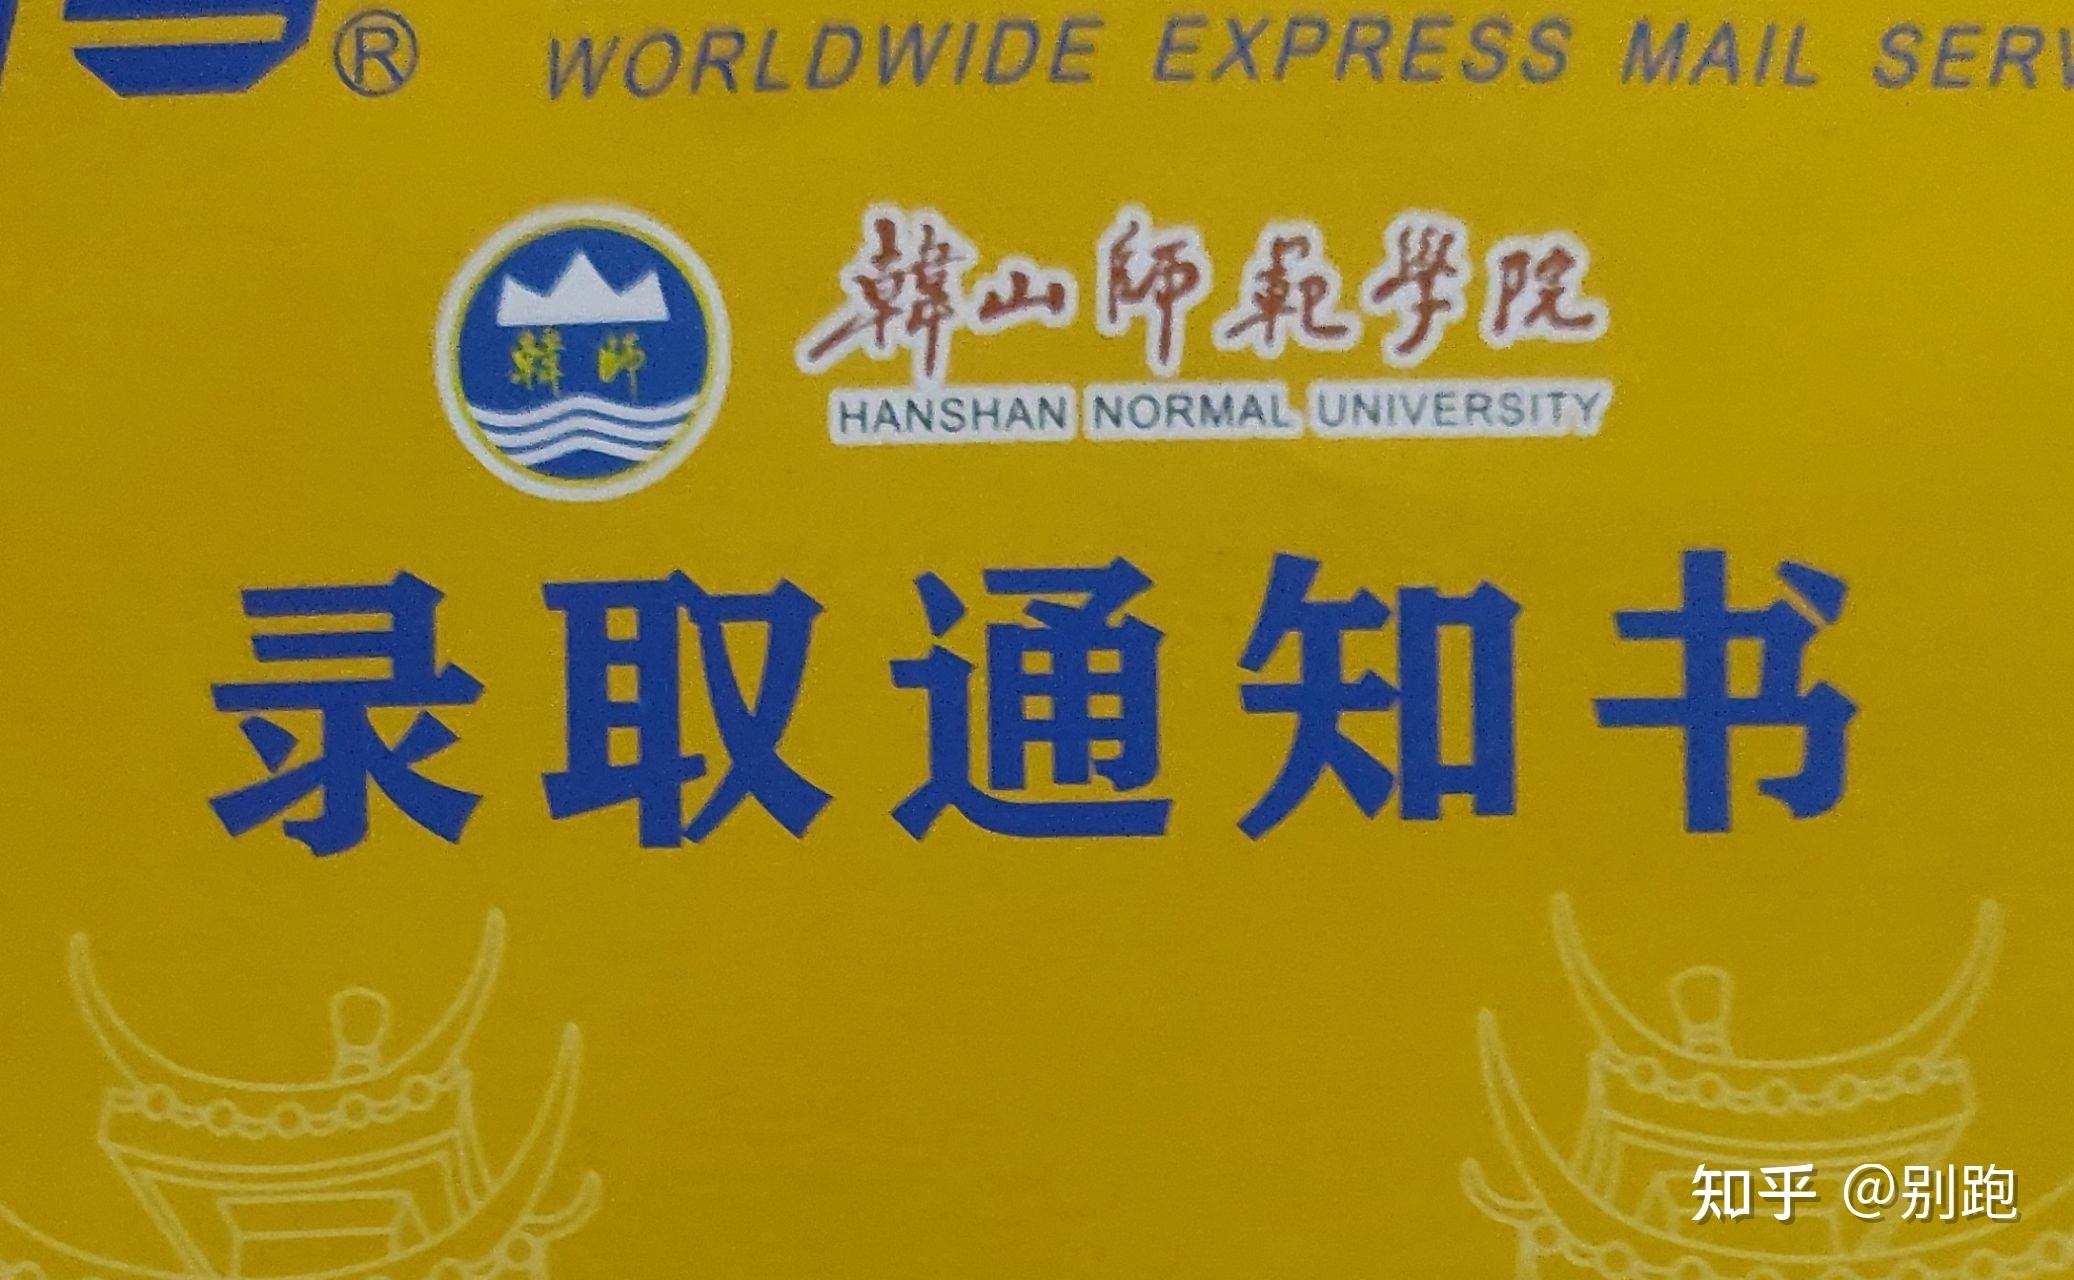 ® WORLDWIDE EXPRESS MAIL SERV
韓師
韓山師範學院
HANSHAN NORMAL UNIVERSITY
录取通知书
知乎 @别跑